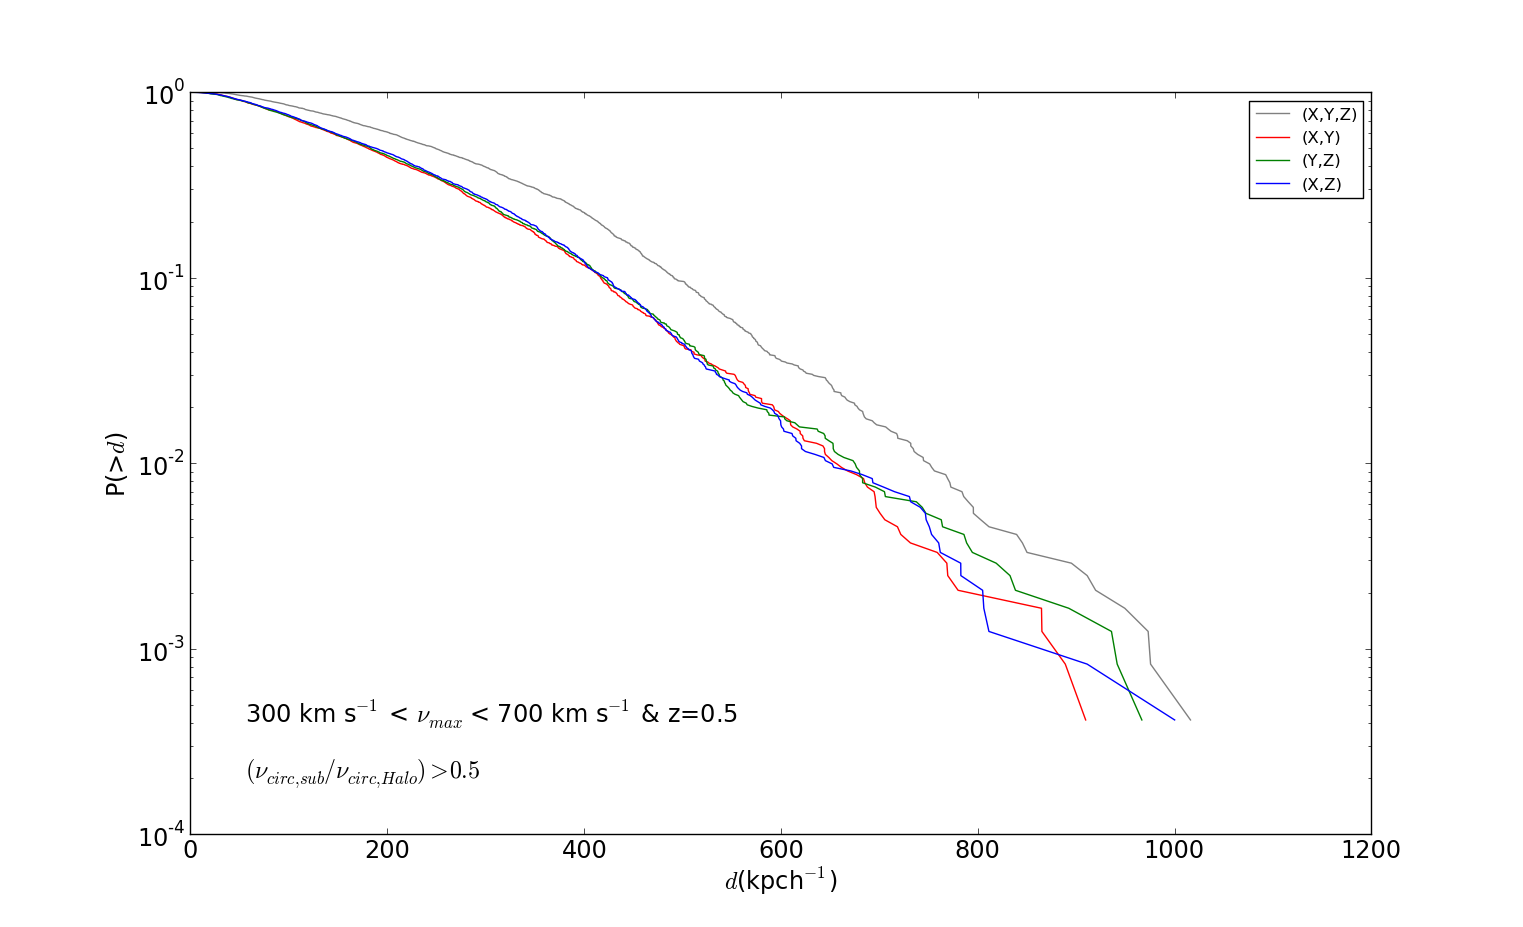 10^0
(X,Y,Z)
(X,Y)
(Y,Z)
(X,Z)
10^-1
P(>d)
10^-2
10^-3
300 km s^−1 < ν_max < 700 km s^−1 & z=0.5
(ν_circ,sub/ν_circ,Halo)>0.5
10^-4
0 200 400 600 800 1000 1200
d(kpch^−1)